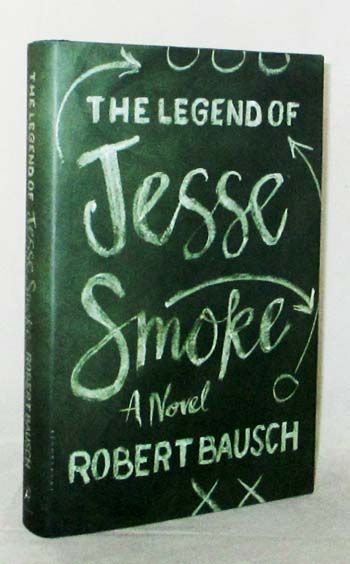 THE LEGEND OF
Jesse
Smoke
A Novel
ROBERT BAUSCH
THE LEGEND OF Jesse Smoke ROBERT BAUSCH